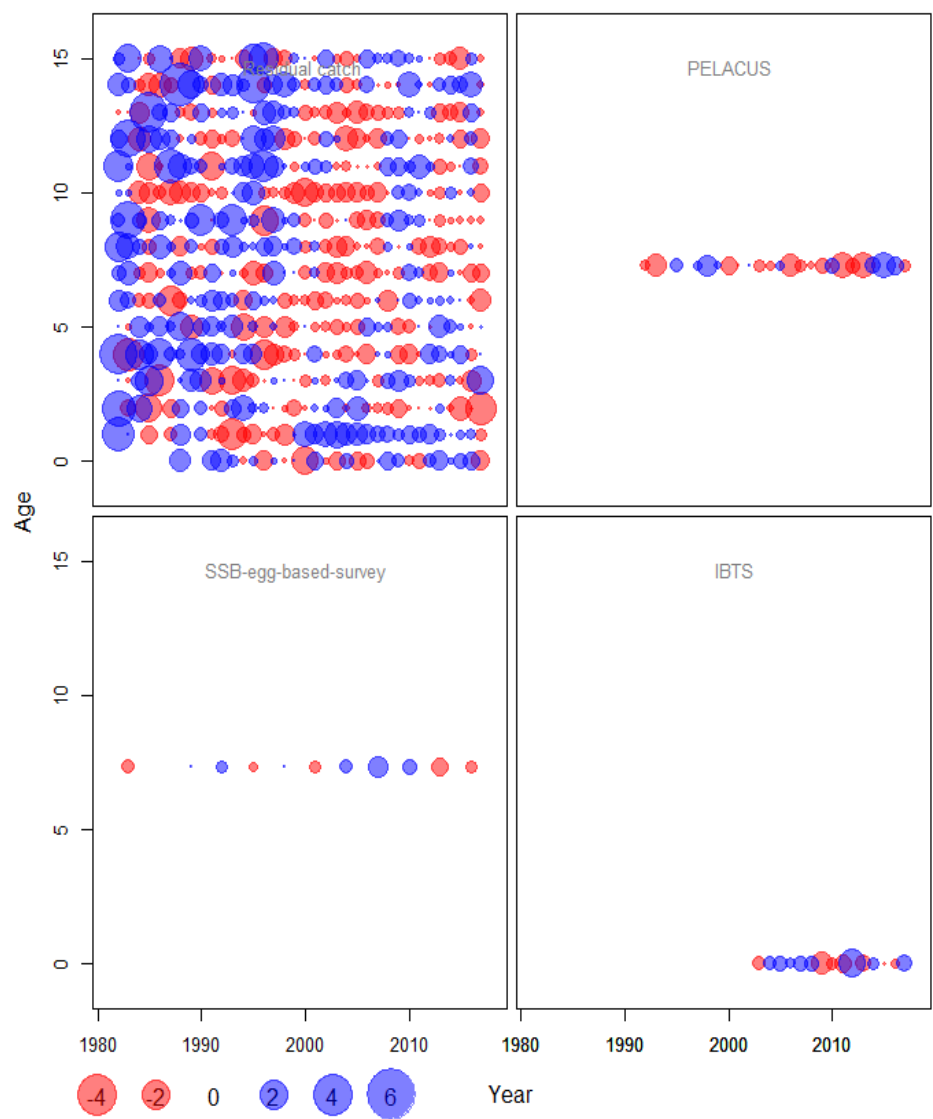 15
Residual catch
PELACUS
10
5
0
Age
15
SSB-egg-based-survey
IBTS
10
5
0
1980 1990 2000 2010 1980 1990 2000 2010
-4 -2 0 2 4 6 Year